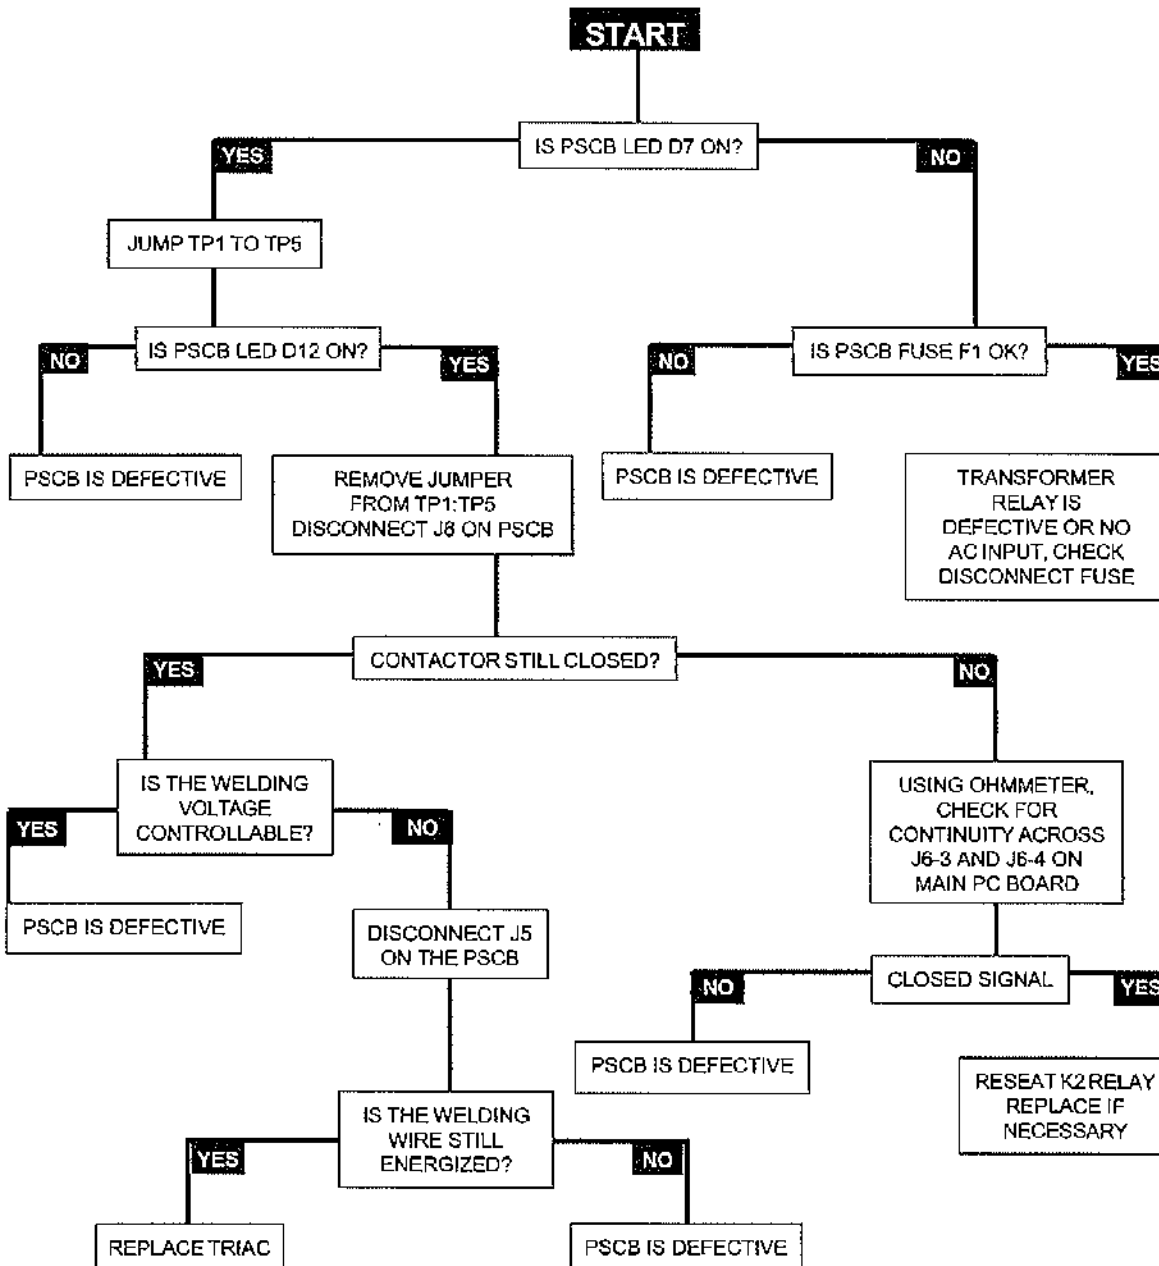 START
IS PSCB LED D7 ON?
YES
NO
JUMP TP1 TO TP5
IS PSCB LED D12 ON?
IS PSCB FUSE F1 OK?
NO
YES
NO
YES
PSCB IS DEFECTIVE
REMOVE JUMPER
FROM TP1:TP5
DISCONNECT J6 ON PSCB
PSCB IS DEFECTIVE
TRANSFORMER
RELAY IS
DEFECTIVE OR NO
AC INPUT, CHECK
DISCONNECT FUSE
CONTACTOR STILL CLOSED?
YES
NO
IS THE WELDING
VOLTAGE
CONTROLLABLE?
YES
NO
USING OHMMETER,
CHECK FOR
CONTINUITY ACROSS
J6-3 AND J6-4 ON
MAIN PC BOARD
PSCB IS DEFECTIVE
DISCONNECT J5
ON THE PSCB
CLOSED SIGNAL
NO
YES
PSCB IS DEFECTIVE
RESEAT K2 RELAY
REPLACE IF
NECESSARY
IS THE WELDING
WIRE STILL
ENERGIZED?
YES
NO
REPLACE TRIAC
PSCB IS DEFECTIVE